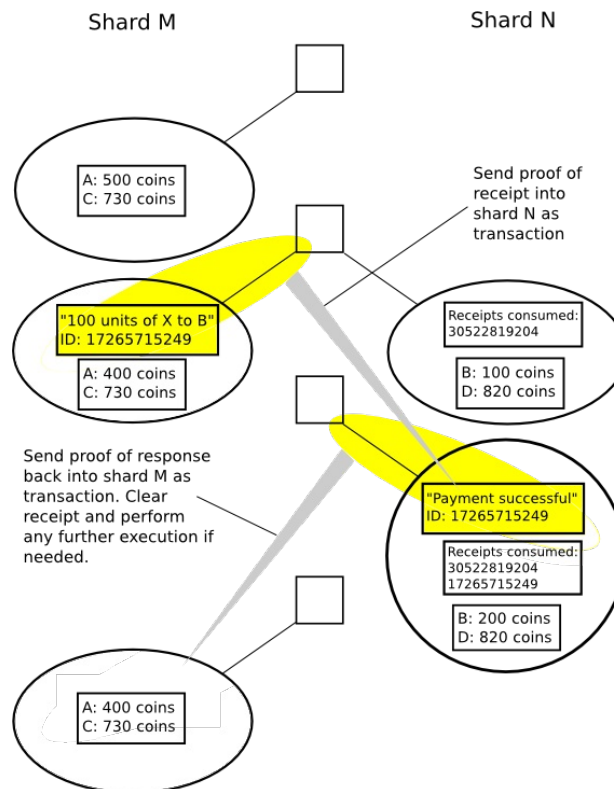 Shard M
Shard N
A: 500 coins
C: 730 coins
Send proof of
receipt into
shard N as
transaction
"100 units of X to B"
ID: 17265715249
A: 400 coins
C: 730 coins
Receipts consumed:
30522819204
B: 100 coins
D: 820 coins
Send proof of response
back into shard M as
transaction. Clear
receipt and perform
any further execution if
needed.
"Payment successful"
ID: 17265715249
Receipts consumed:
30522819204
17265715249
B: 200 coins
D: 820 coins
A: 400 coins
C: 730 coins